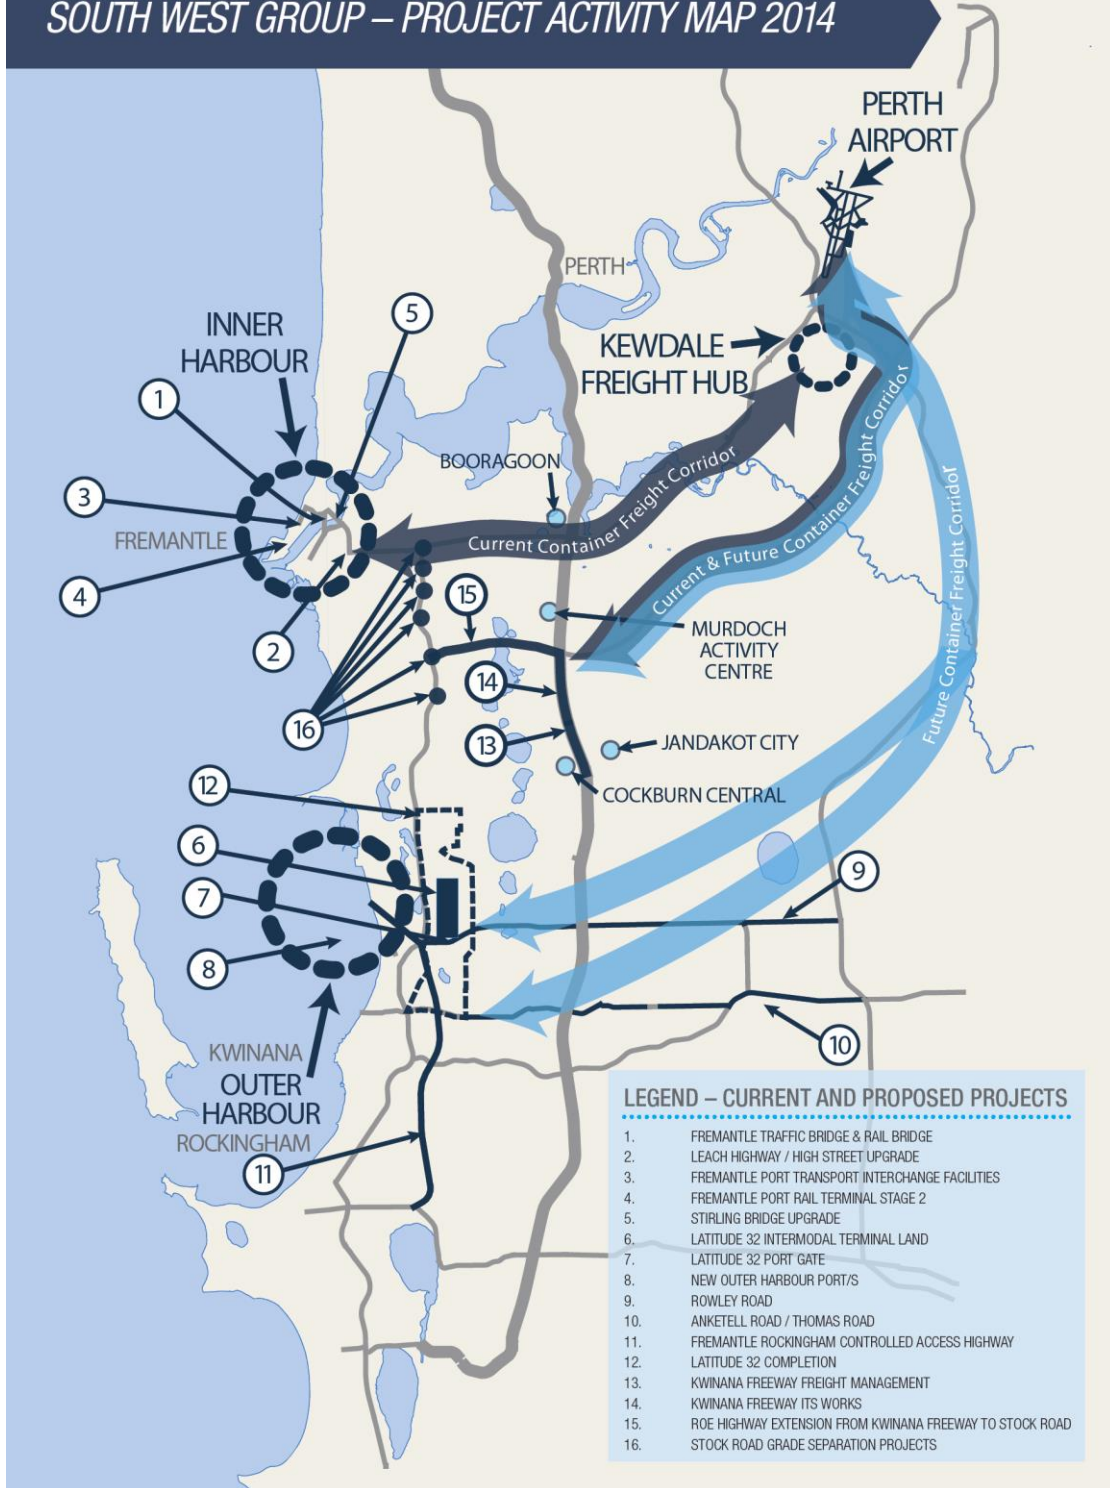 SOUTH WEST GROUP – PROJECT ACTIVITY MAP 2014
PERTH
AIRPORT
PERTH
5
INNER
HARBOUR
KEWDALE
FREIGHT HUB
1
BOORAGOON
3
FREMANTLE
4
2
Current Container Freight Corridor
Current & Future Container Freight Corridor
Future Container Freight Corridor
15
MURDOCH
ACTIVITY
CENTRE
14
16
13
JANDAKOT CITY
12
COCKBURN CENTRAL
6
7
9
8
10
KWINANA
OUTER
HARBOUR
ROCKINGHAM
11
LEGEND – CURRENT AND PROPOSED PROJECTS
1. FREMANTLE TRAFFIC BRIDGE & RAIL BRIDGE
2. LEACH HIGHWAY / HIGH STREET UPGRADE
3. FREMANTLE PORT TRANSPORT INTERCHANGE FACILITIES
4. FREMANTLE PORT RAIL TERMINAL STAGE 2
5. STIRLING BRIDGE UPGRADE
6. LATITUDE 32 INTERMODAL TERMINAL LAND
7. LATITUDE 32 PORT GATE
8. NEW OUTER HARBOUR PORT/S
9. ROWLEY ROAD
10. ANKETELL ROAD / THOMAS ROAD
11. FREMANTLE ROCKINGHAM CONTROLLED ACCESS HIGHWAY
12. LATITUDE 32 COMPLETION
13. KWINANA FREEWAY FREIGHT MANAGEMENT
14. KWINANA FREEWAY ITS WORKS
15. ROE HIGHWAY EXTENSION FROM KWINANA FREEWAY TO STOCK ROAD
16. STOCK ROAD GRADE SEPARATION PROJECTS